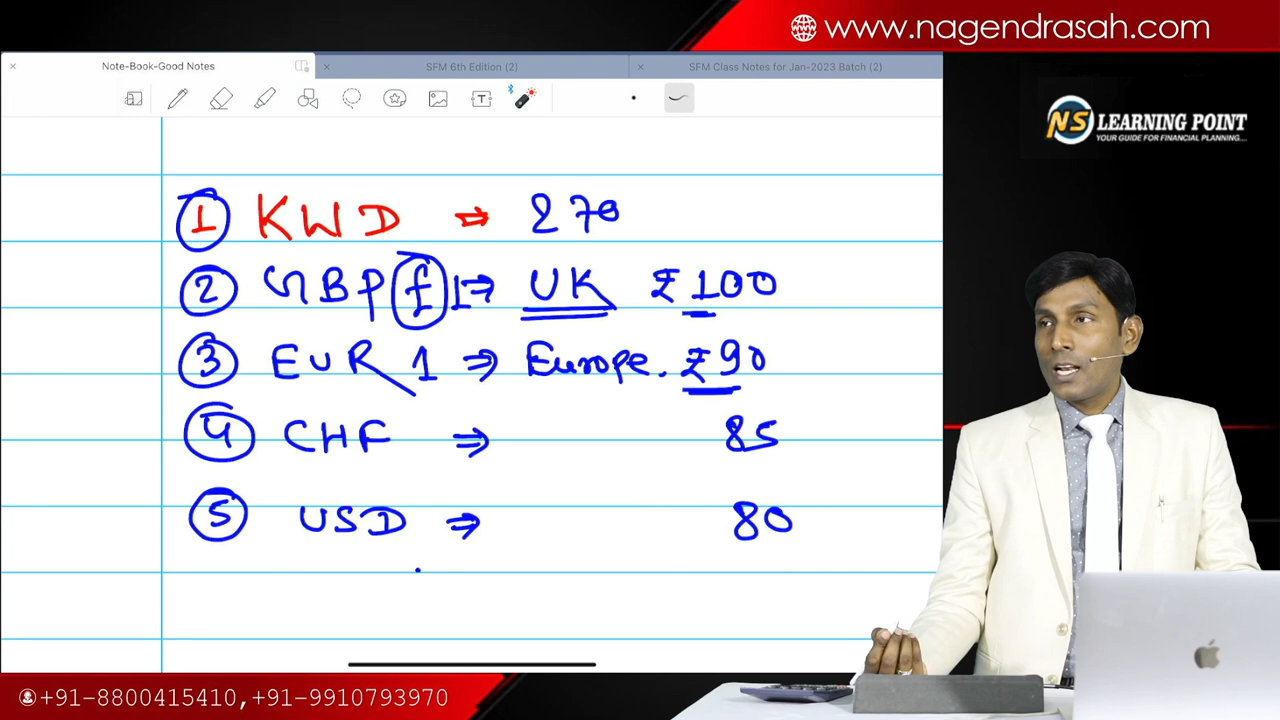 www.nagendrasah.com
Note-Book-Good Notes
SFM 6th Edition (2)
SFM Class Notes for Jan-2023 Batch (2)
NS LEARNING POINT
YOUR GUIDE FOR FINANCIAL PLANNING....
1 KWD ⇒ 270
2 GBP £ 1 ⇒ UK ₹100
3 EUR 1 ⇒ Europe. ₹90
4 CHF ⇒ 85
5 USD ⇒ 80
+91-8800415410,+91-9910793970